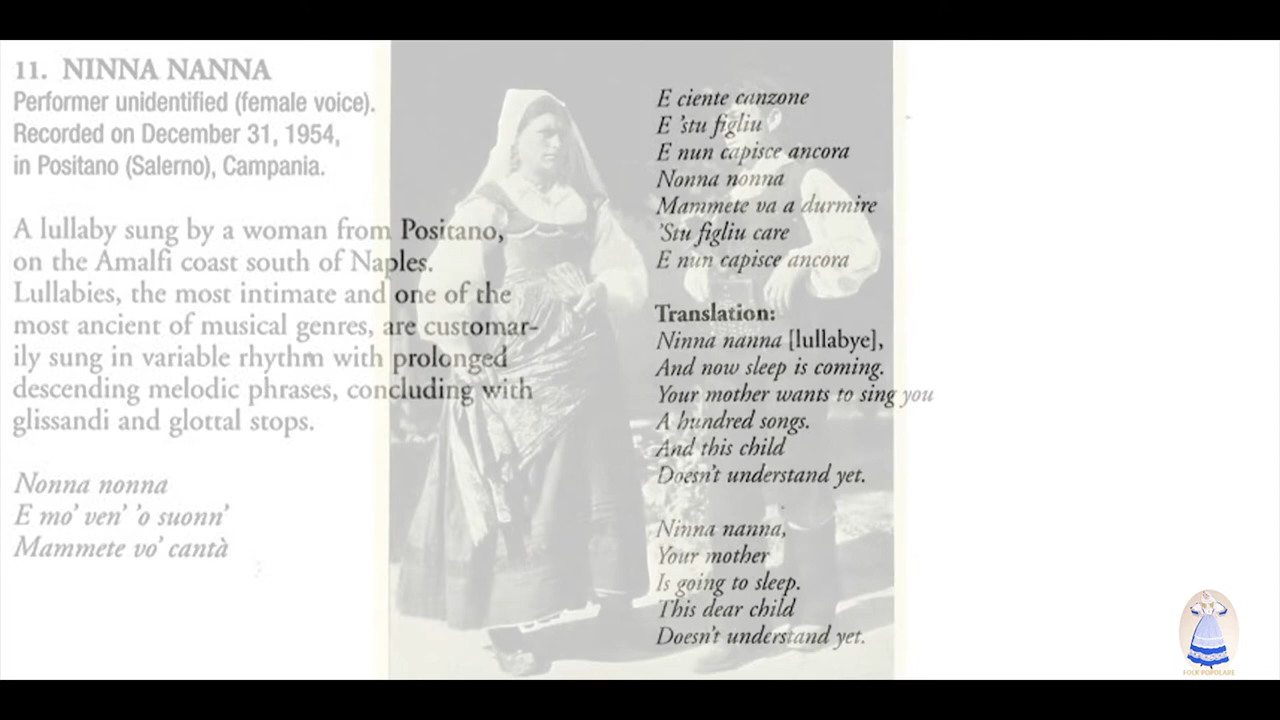 11. NINNA NANNA
Performer unidentified (female voice).
Recorded on December 31, 1954,
in Positano (Salerno), Campania.
A lullaby sung by a woman from Positano,
on the Amalfi coast south of Naples.
Lullabies, the most intimate and one of the
most ancient of musical genres, are customar-
ily sung in variable rhythm with prolonged
descending melodic phrases, concluding with
glissandi and glottal stops.
Nonna nonna
E mo' ven' 'o suonn'
Mammete vo' cantà
E ciente canzone
E 'stu figliu
E nun capisce ancora
Nonna nonna
Mammete va a durmire
'Stu figliu care
E nun capisce ancora
Translation:
Ninna nanna [lullabye],
And now sleep is coming.
Your mother wants to sing you
A hundred songs.
And this child
Doesn't understand yet.
Ninna nanna,
Your mother
Is going to sleep.
This dear child
Doesn't understand yet.
FOLK POPOLARE